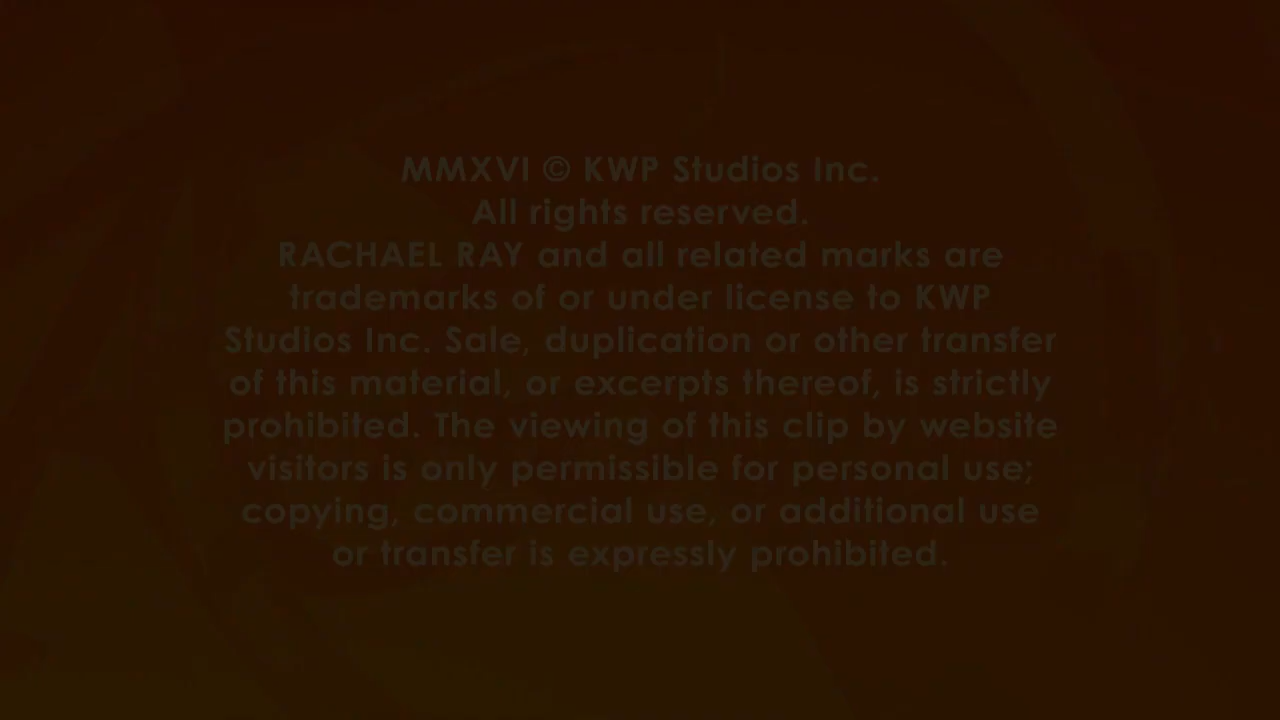 MMXVI © KWP Studios Inc.
All rights reserved.
RACHAEL RAY and all related marks are
trademarks of or under license to KWP
Studios Inc. Sale, duplication or other transfer
of this material, or excerpts thereof, is strictly
prohibited. The viewing of this clip by website
visitors is only permissible for personal use;
copying, commercial use, or additional use
or transfer is expressly prohibited.